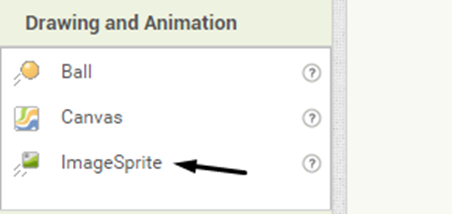 Drawing and Animation
Ball ?
Canvas ?
ImageSprite ?